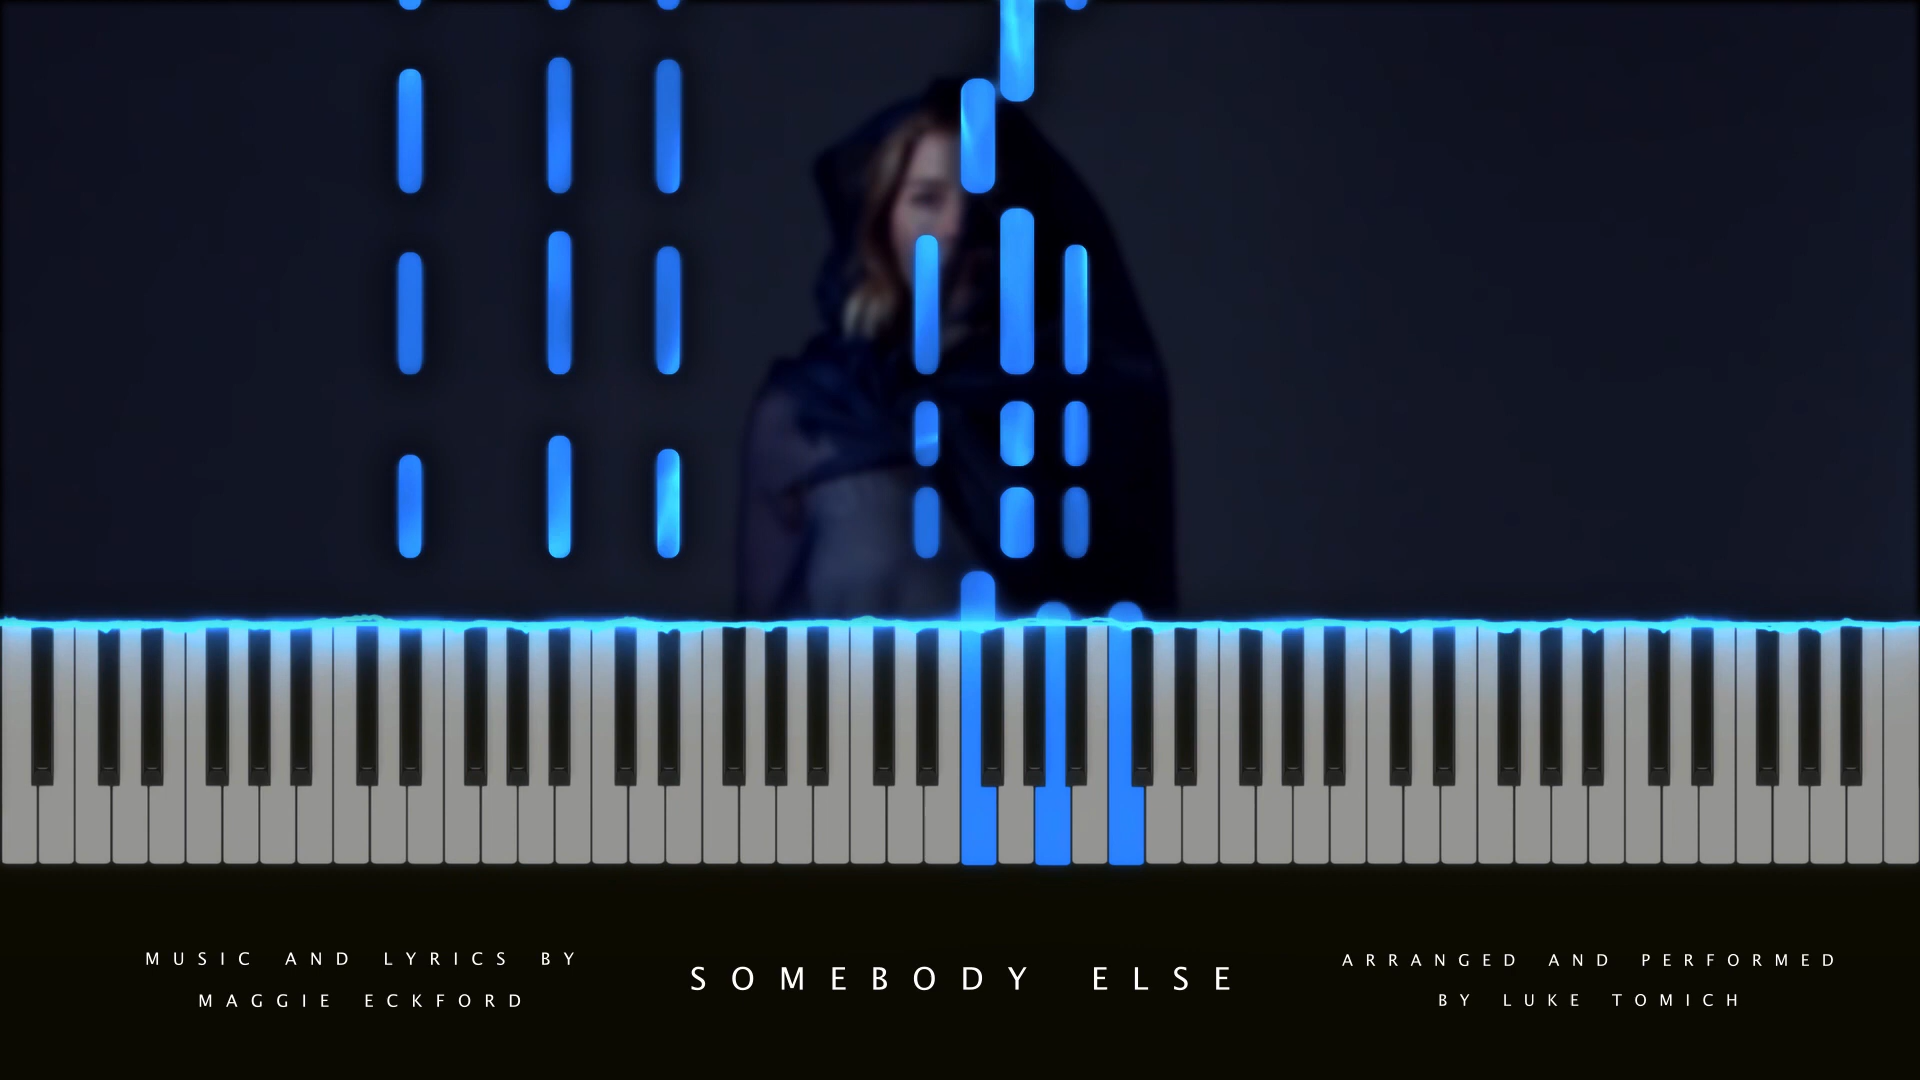 MUSIC AND LYRICS BY
MAGGIE ECKFORD
SOMEBODY ELSE
ARRANGED AND PERFORMED
BY LUKE TOMICH